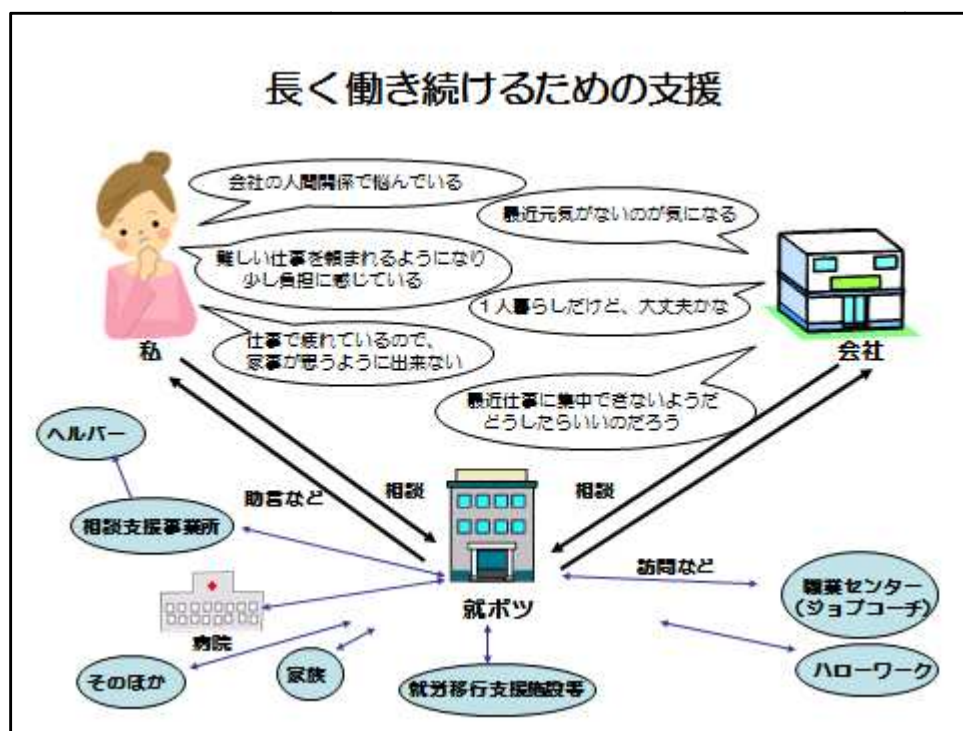 長く働き続けるための支援
会社の人間関係で悩んでいる
最近元気がないのが気になる
難しい仕事を頼まれるようになり
少し負担に感じている
1人暮らしだけど、大丈夫かな
仕事で疲れているので、
家事が思うように出来ない
私
会社
最近仕事に集中できないようだ
どうしたらいいのだろう
ヘルパー
相談
相談
助言など
相談支援事業所
訪問など
職業センター
(ジョブコーチ)
就ポツ
病院
そのほか
家族
就労移行支援施設等
ハローワーク